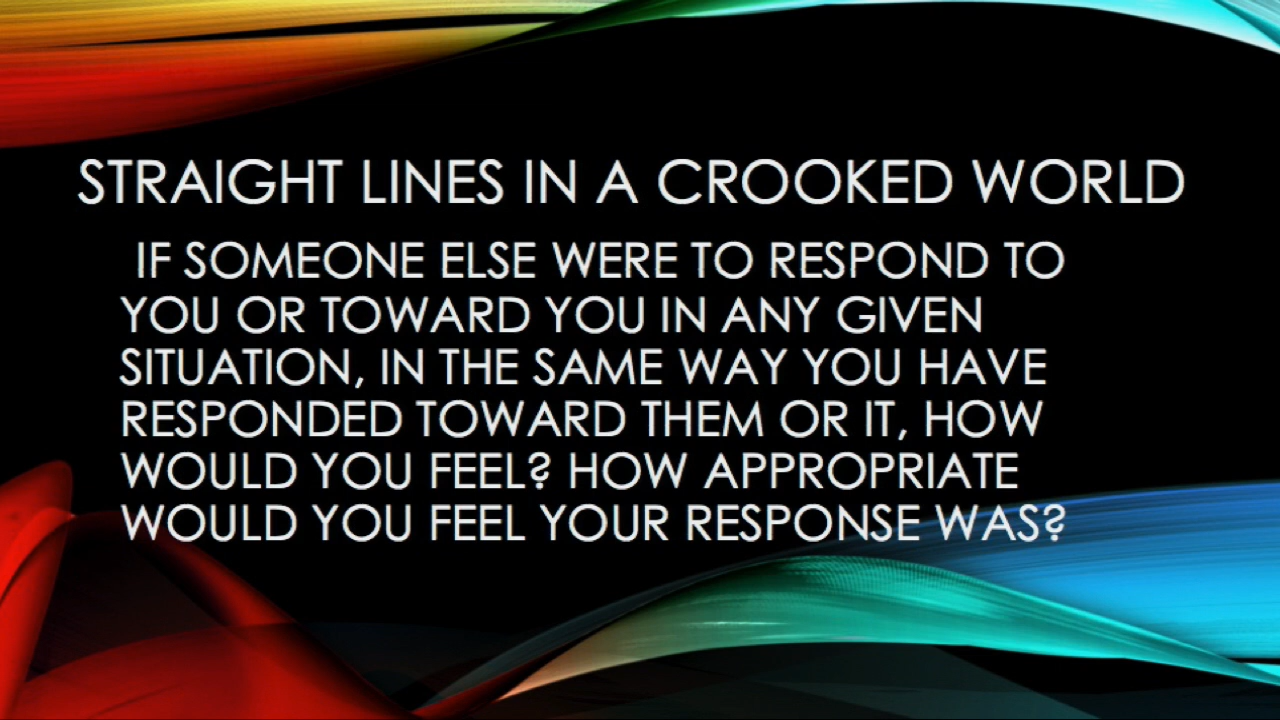 STRAIGHT LINES IN A CROOKED WORLD
IF SOMEONE ELSE WERE TO RESPOND TO
YOU OR TOWARD YOU IN ANY GIVEN
SITUATION, IN THE SAME WAY YOU HAVE
RESPONDED TOWARD THEM OR IT, HOW
WOULD YOU FEEL? HOW APPROPRIATE
WOULD YOU FEEL YOUR RESPONSE WAS?